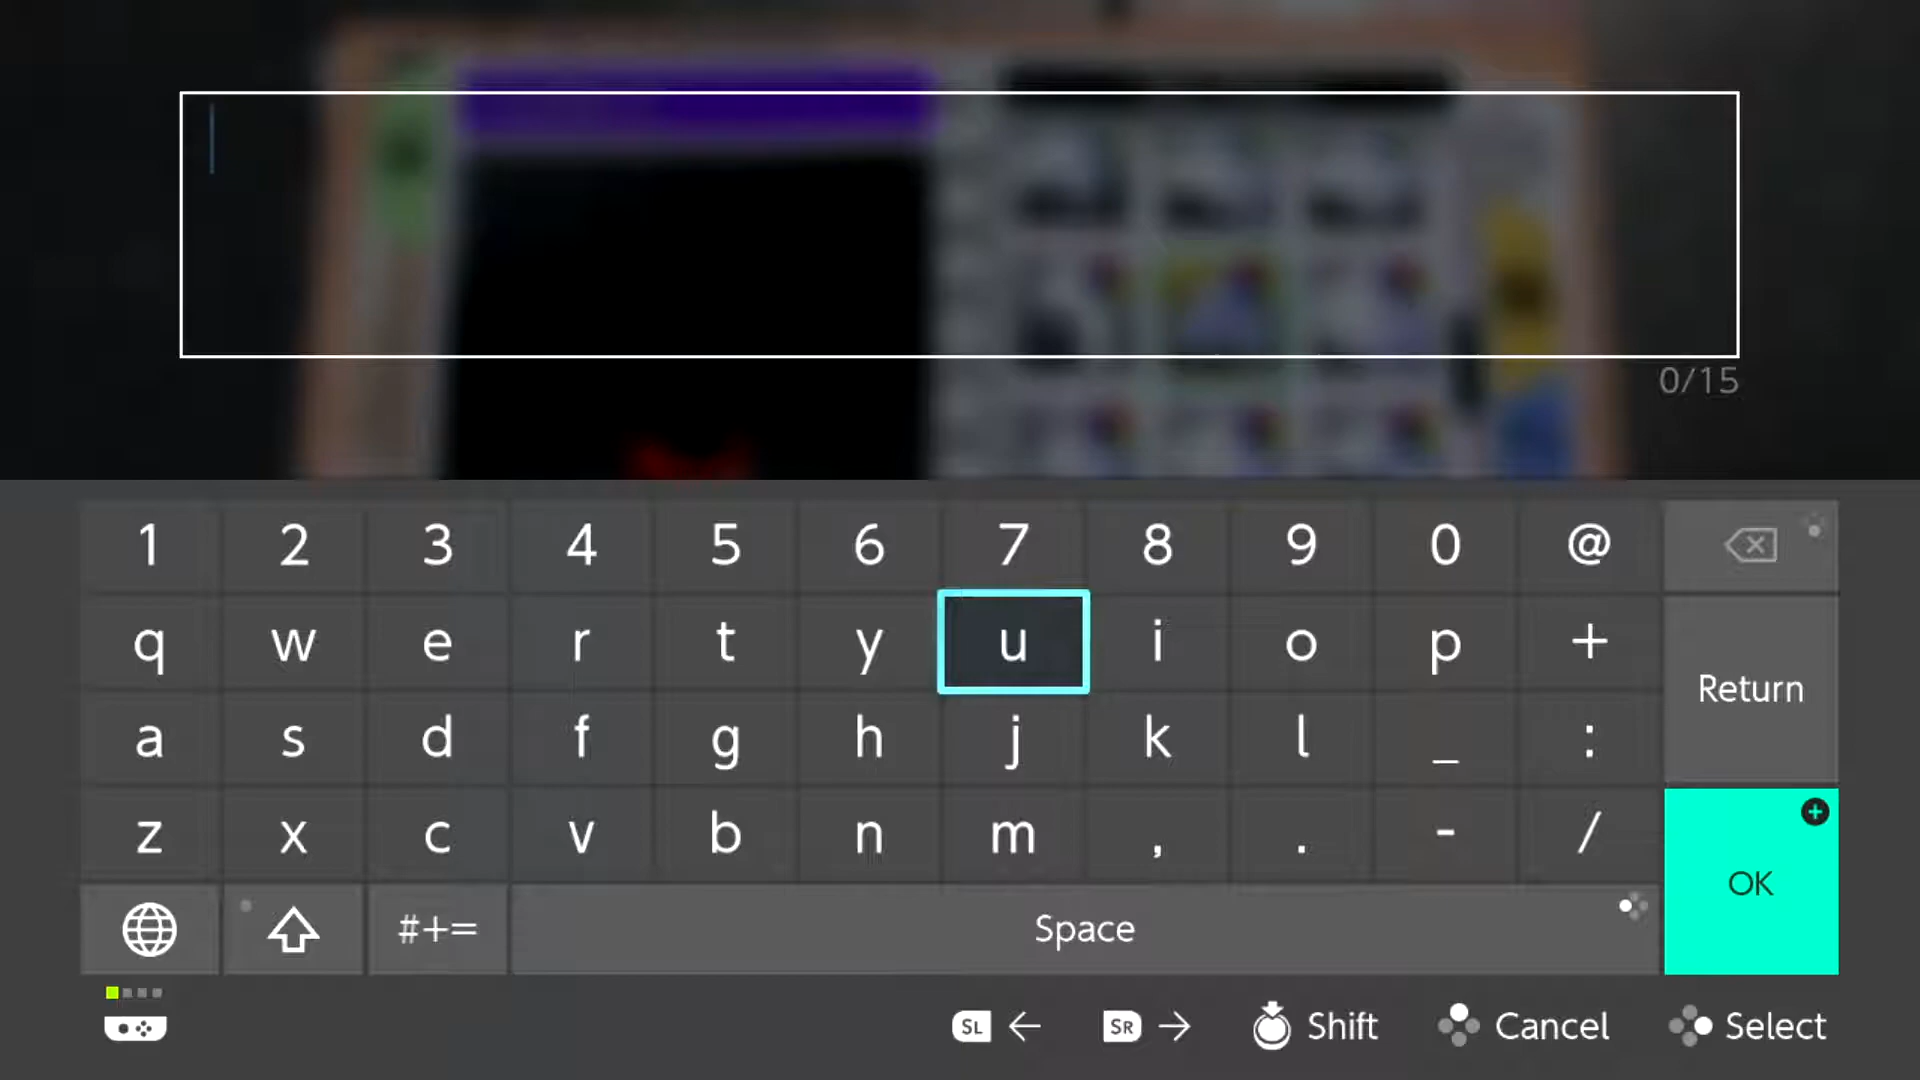 0/15
1 2 3 4 5 6 7 8 9 0 @
q w e r t y u i o p +
Return
a s d f g h j k l _ :
z x c v b n m , . - /
OK
#+= Space
SL ← SR → Shift Cancel Select